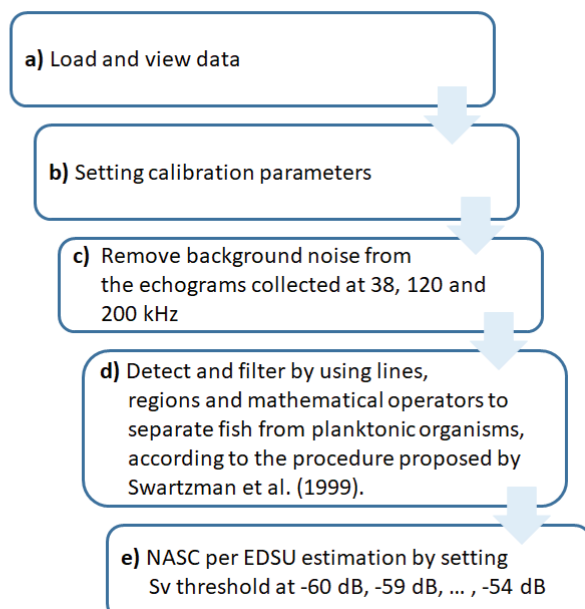 a) Load and view data
b) Setting calibration parameters
c) Remove background noise from
the echograms collected at 38, 120 and
200 kHz
d) Detect and filter by using lines,
regions and mathematical operators to
separate fish from planktonic organisms,
according to the procedure proposed by
Swartzman et al. (1999).
e) NASC per EDSU estimation by setting
Sv threshold at -60 dB, -59 dB, ... , -54 dB